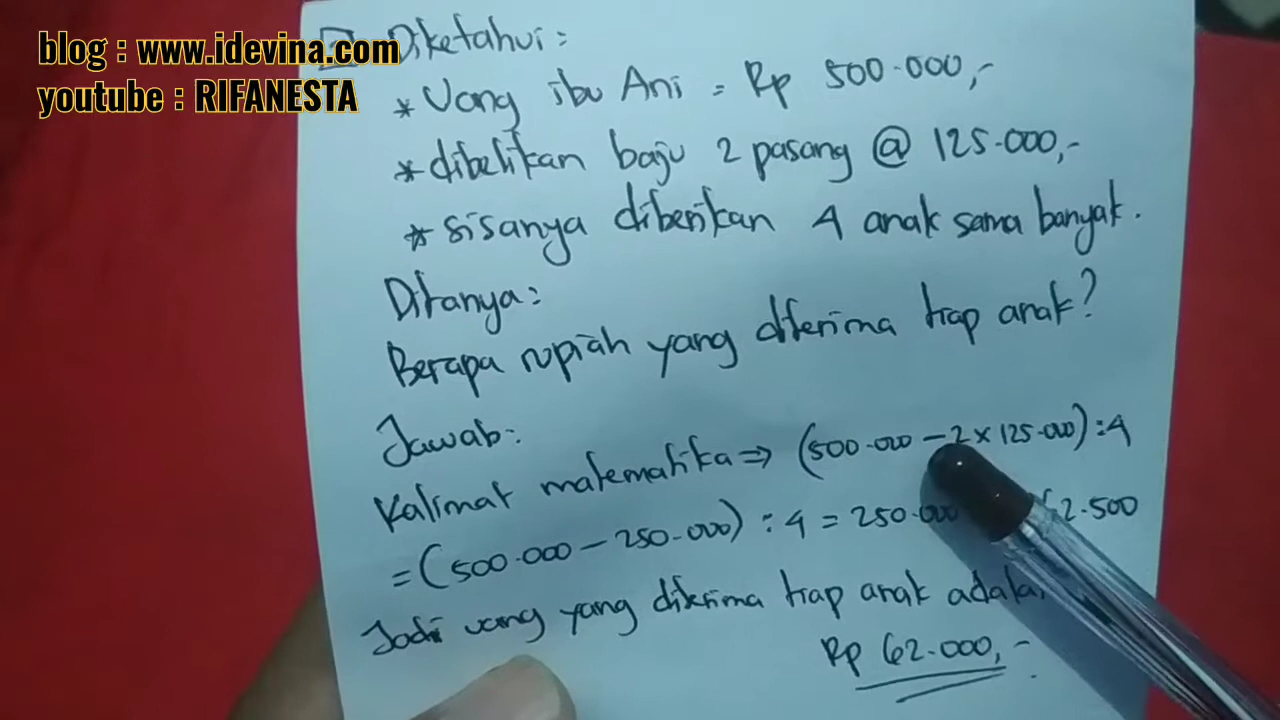 blog : www.idevina.com
youtube : RIFANESTA
Diketahui:
* Uang ibu Ani = Rp 500.000,-
* dibelikan baju 2 pasang @ 125.000,-
* sisanya diberikan 4 anak sama banyak.
Ditanya:
Berapa rupiah yang diterima tiap anak?
Jawab:
Kalimat matematika ⇒ (500.000 - 2 x 125.000) : 4
= (500.000 - 250.000) : 4 = 250.000 2.500
Jadi uang yang diterima tiap anak adala
Rp 62.000,-